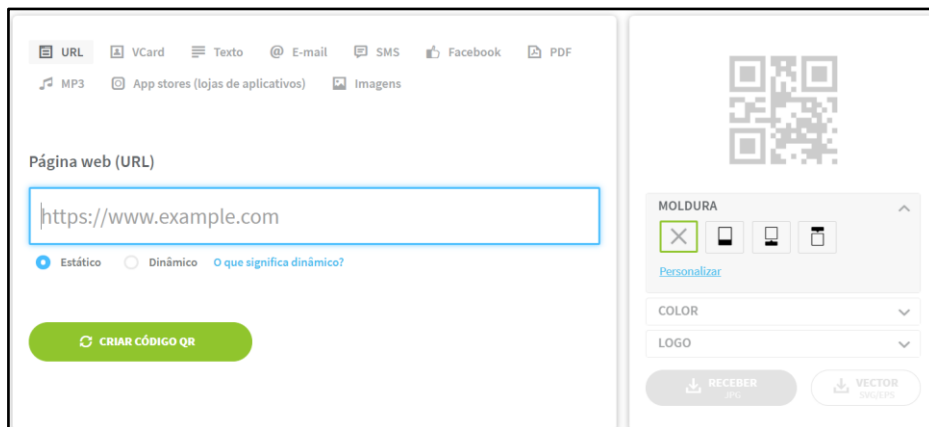 URL VCard Texto @ E-mail SMS Facebook PDF
MP3 App stores (lojas de aplicativos) Imagens
Página web (URL)
https://www.example.com
Estático Dinâmico O que significa dinâmico?
CRIAR CÓDIGO QR
MOLDURA
Personalizar
COLOR
LOGO
RECEBER
JPG
VECTOR
SVG/EPS